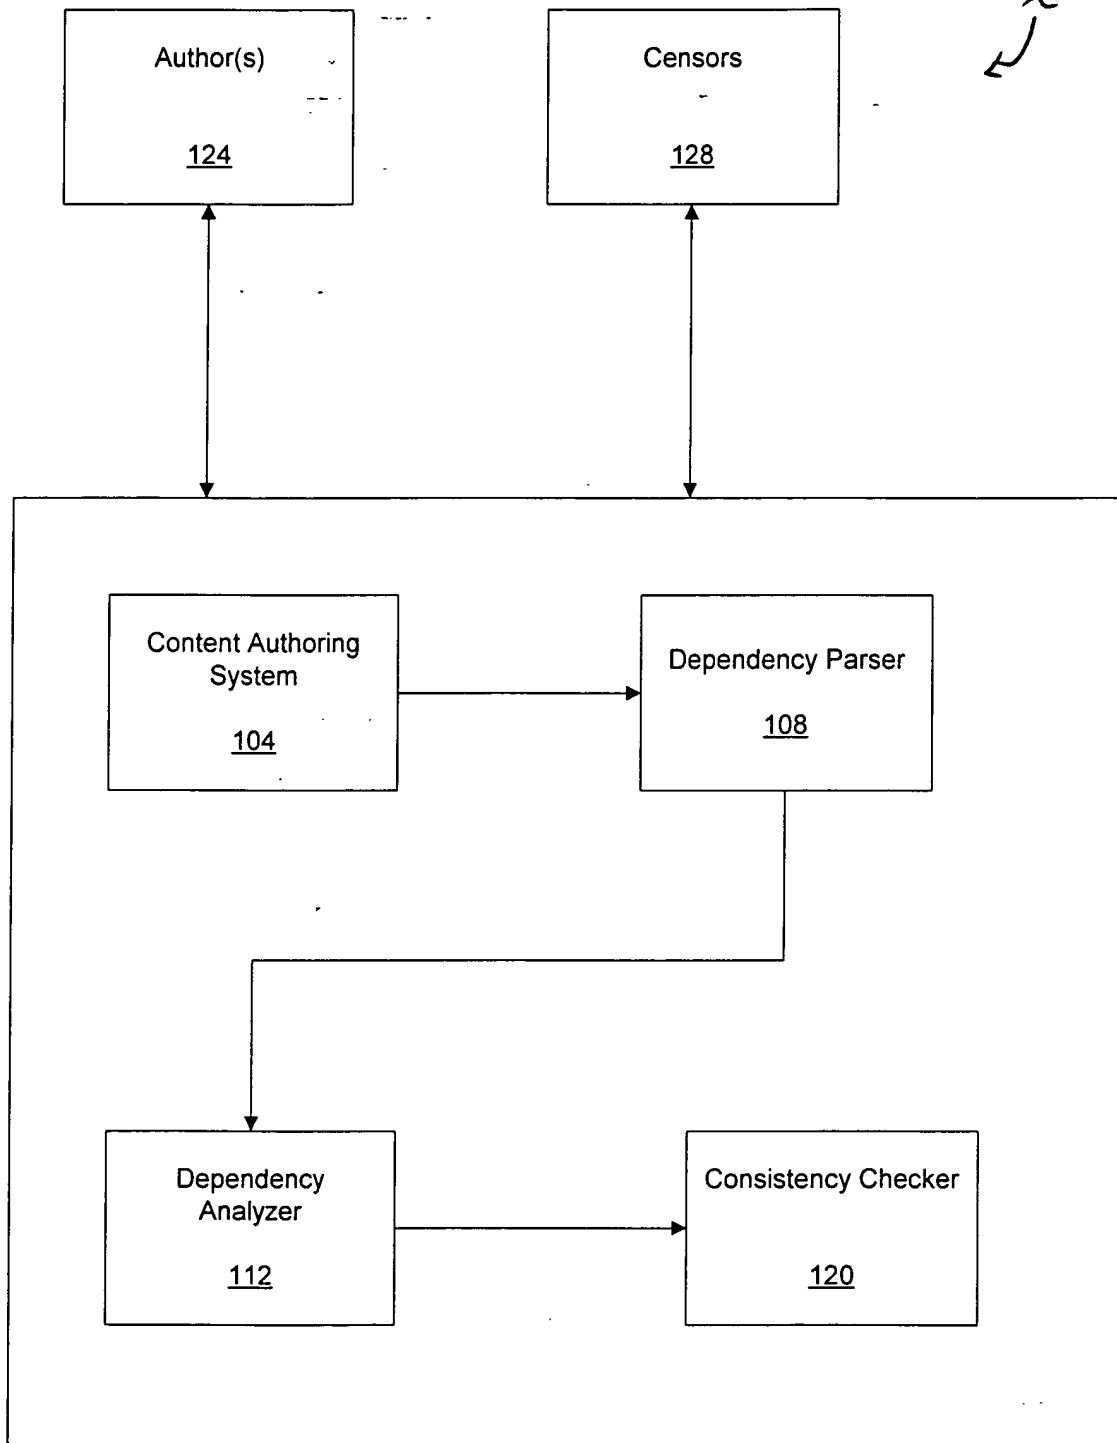 Author(s)
124
Censors
128
Content Authoring
System
104
Dependency Parser
108
Dependency
Analyzer
112
Consistency Checker
120